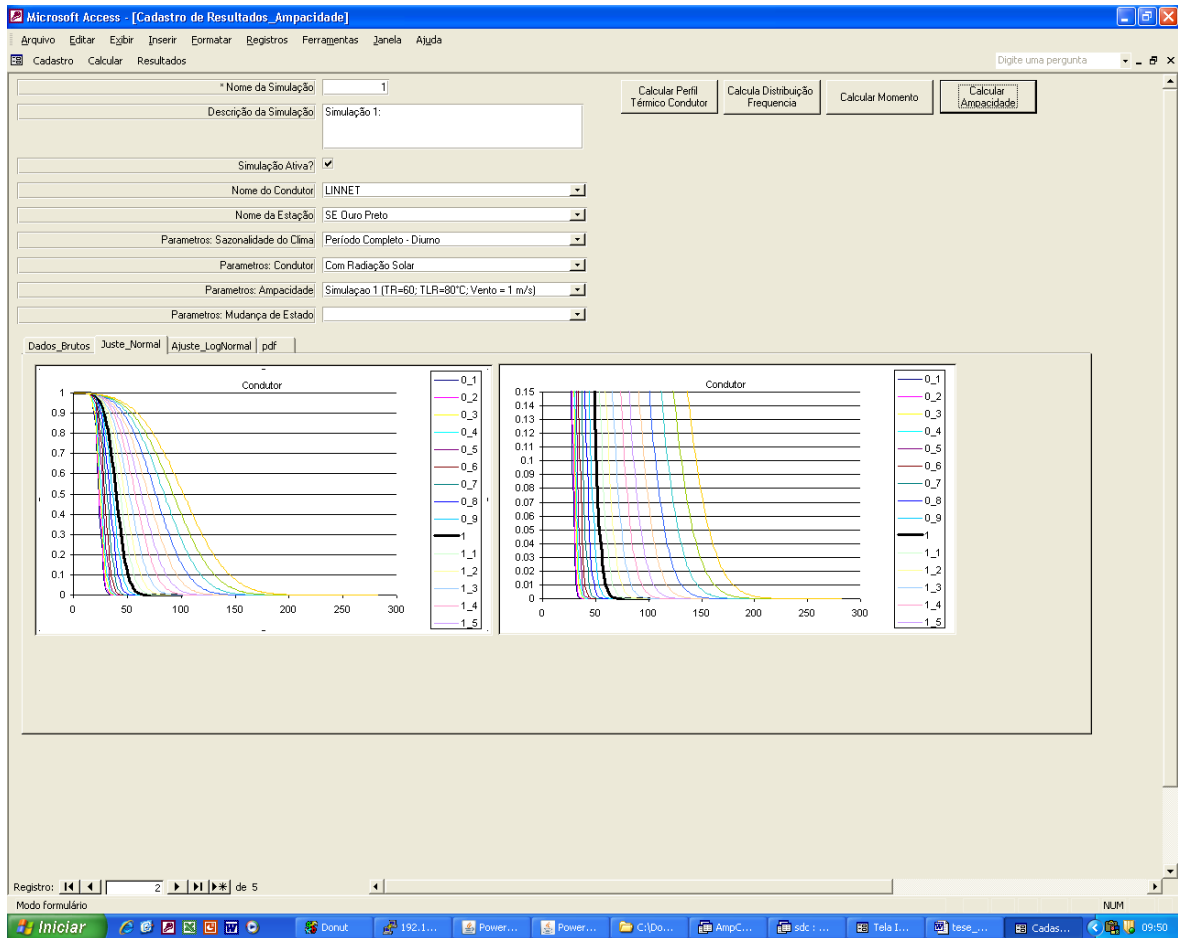 Microsoft Access - [Cadastro de Resultados_Ampacidade]
Arquivo Editar Exibir Inserir Formatar Registros Ferramentas Janela Ajuda
Cadastro Calcular Resultados
Digite uma pergunta
* Nome da Simulação 1
Descrição da Simulação Simulação 1:
Simulação Ativa?
Nome do Condutor LINNET
Nome da Estação SE Ouro Preto
Parametros: Sazonalidade do Clima Período Completo - Diurno
Parametros: Condutor Com Radiação Solar
Parametros: Ampacidade Simulaçao 1 (TR=60; TLR=80°C; Vento = 1 m/s)
Parametros: Mudança de Estado
Calcular Perfil Térmico Condutor
Calcula Distribuição Frequencia
Calcular Momento
Calcular Ampacidade
Dados_Brutos Juste_Normal Ajuste_LogNormal pdf
Condutor
1
0.9
0.8
0.7
0.6
0.5
0.4
0.3
0.2
0.1
0
0 50 100 150 200 250 300
0_1
0_2
0_3
0_4
0_5
0_6
0_7
0_8
0_9
1
1_1
1_2
1_3
1_4
1_5
Condutor
0.15
0.14
0.13
0.12
0.11
0.1
0.09
0.08
0.07
0.06
0.05
0.04
0.03
0.02
0.01
0
0 50 100 150 200 250 300
0_1
0_2
0_3
0_4
0_5
0_6
0_7
0_8
0_9
1
1_1
1_2
1_3
1_4
1_5
Registro: 2 de 5
Modo formulário
NUM
Iniciar Donut 192.1... Power... Power... C:\Do... AmpC... sdc : ... Tela I... tese_... Cadas... 09:50